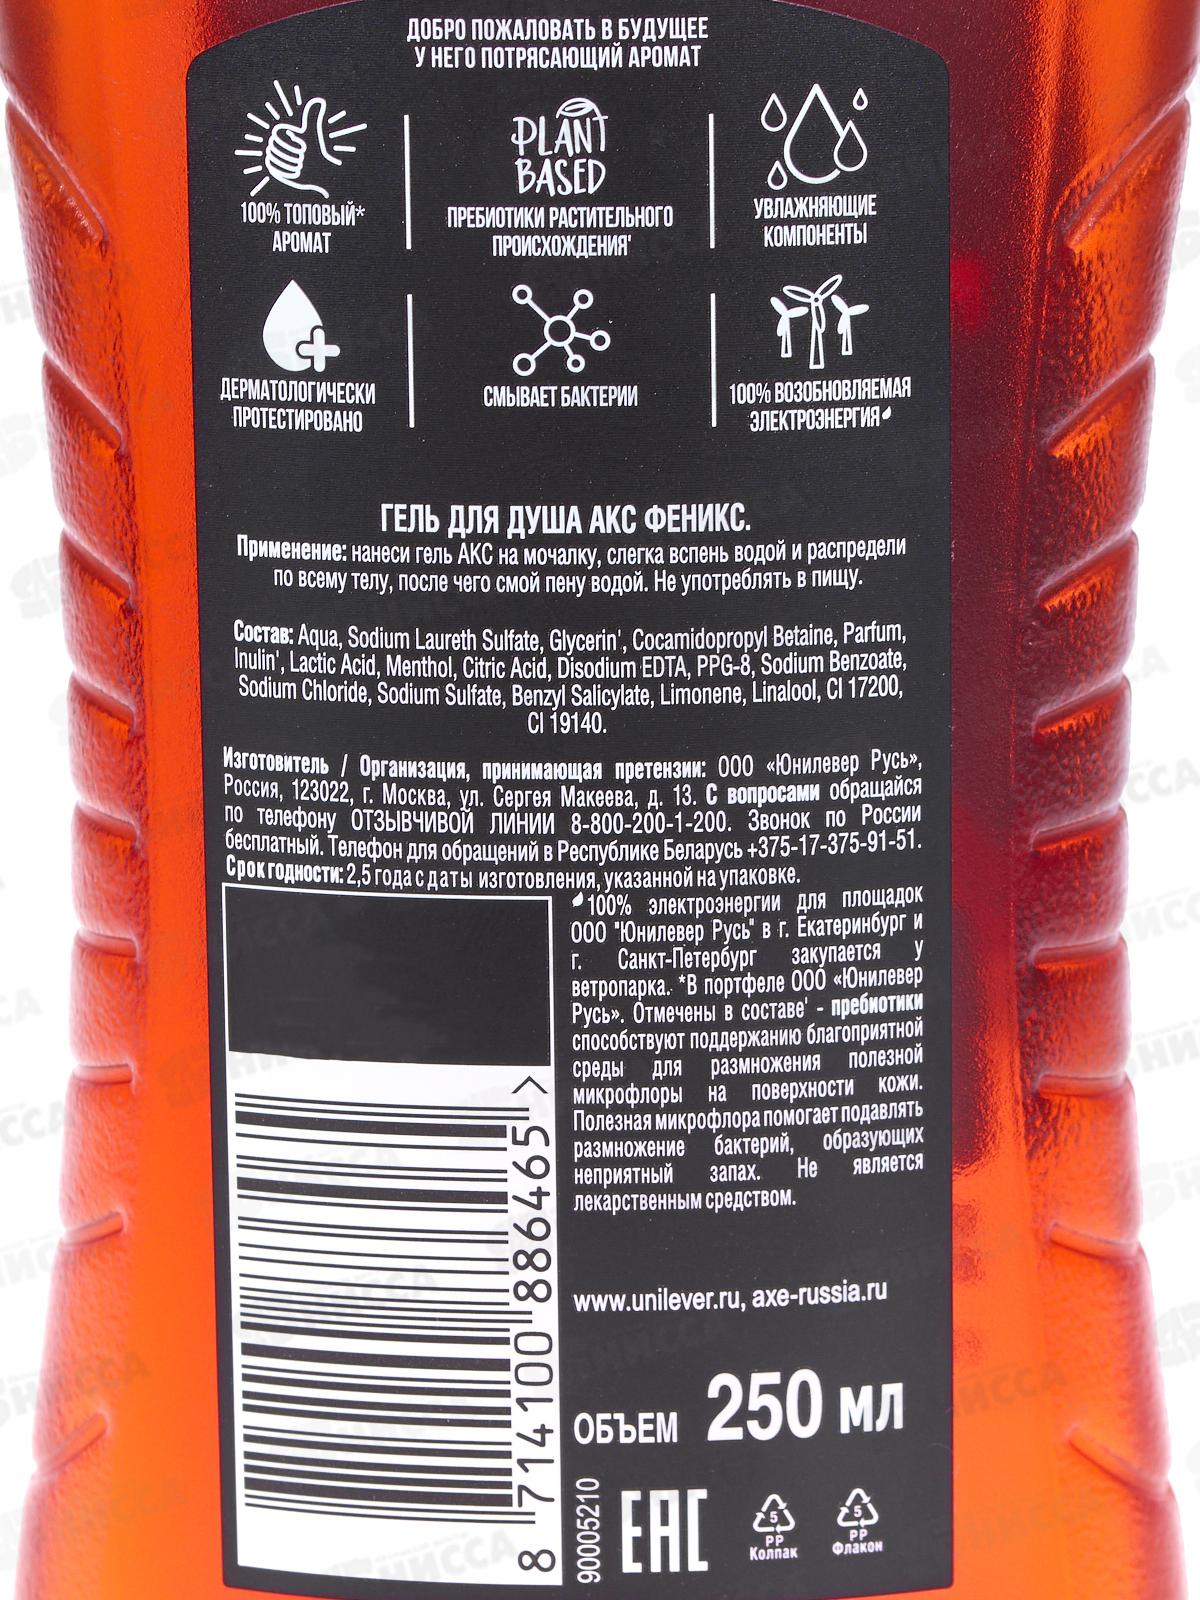 ДОБРО ПОЖАЛОВАТЬ В БУДУЩЕЕ
У НЕГО ПОТРЯСАЮЩИЙ АРОМАТ
100% ТОПОВЫЙ*
АРОМАТ
PLANT
BASED
ПРЕБИОТИКИ РАСТИТЕЛЬНОГО
ПРОИСХОЖДЕНИЯ'
УВЛАЖНЯЮЩИЕ
КОМПОНЕНТЫ
ДЕРМАТОЛОГИЧЕСКИ
ПРОТЕСТИРОВАНО
СМЫВАЕТ БАКТЕРИИ
100% ВОЗОБНОВЛЯЕМАЯ
ЭЛЕКТРОЭНЕРГИЯ
ГЕЛЬ ДЛЯ ДУША АКС ФЕНИКС.
Применение: нанеси гель АКС на мочалку, слегка вспень водой и распредели
по всему телу, после чего смой пену водой. Не употреблять в пищу.
Состав: Aqua, Sodium Laureth Sulfate, Glycerin', Cocamidopropyl Betaine, Parfum,
Inulin', Lactic Acid, Menthol, Citric Acid, Disodium EDTA, PPG-8, Sodium Benzoate,
Sodium Chloride, Sodium Sulfate, Benzyl Salicylate, Limonene, Linalool, CI 17200,
CI 19140.
Изготовитель / Организация, принимающая претензии: ООО «Юнилевер Русь»,
Россия, 123022, г. Москва, ул. Сергея Макеева, д. 13. С вопросами обращайся
по телефону ОТЗЫВЧИВОЙ ЛИНИИ 8-800-200-1-200. Звонок по России
бесплатный. Телефон для обращений в Республике Беларусь +375-17-375-91-51.
Срок годности: 2,5 года с даты изготовления, указанной на упаковке.
100% электроэнергии для площадок
ООО "Юнилевер Русь" в г. Екатеринбург и
г. Санкт-Петербург закупается у
ветропарка. *В портфеле ООО «Юнилевер
Русь». Отмечены в составе' - пребиотики
способствуют поддержанию благоприятной
среды для размножения полезной
микрофлоры на поверхности кожи.
Полезная микрофлора помогает подавлять
размножение бактерий, образующих
неприятный запах. Не является
лекарственным средством.
www.unilever.ru, axe-russia.ru
ОБЪЕМ 250 мл
8 714100 886465 >
90005210
EAC
5
PP
Колпак
5
PP
Флакон